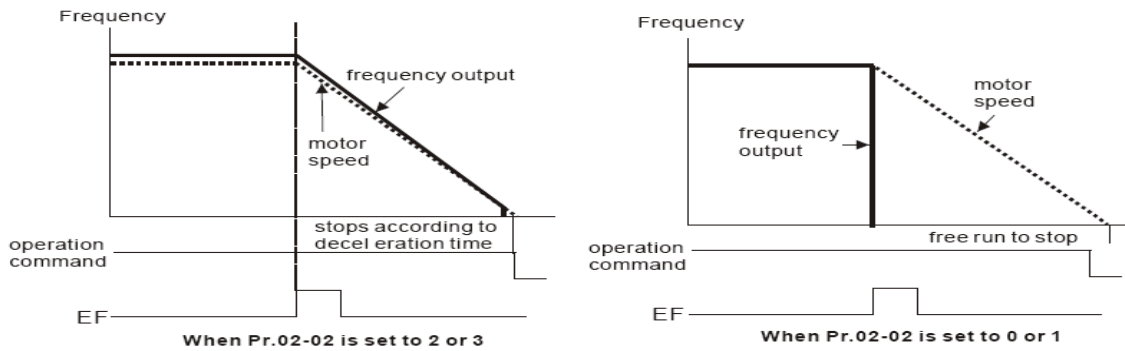 Frequency
frequency output
motor
speed
stops according to
decel eration time
operation
command
EF
When Pr.02-02 is set to 2 or 3
Frequency
motor
speed
frequency
output
free run to stop
operation
command
EF
When Pr.02-02 is set to 0 or 1